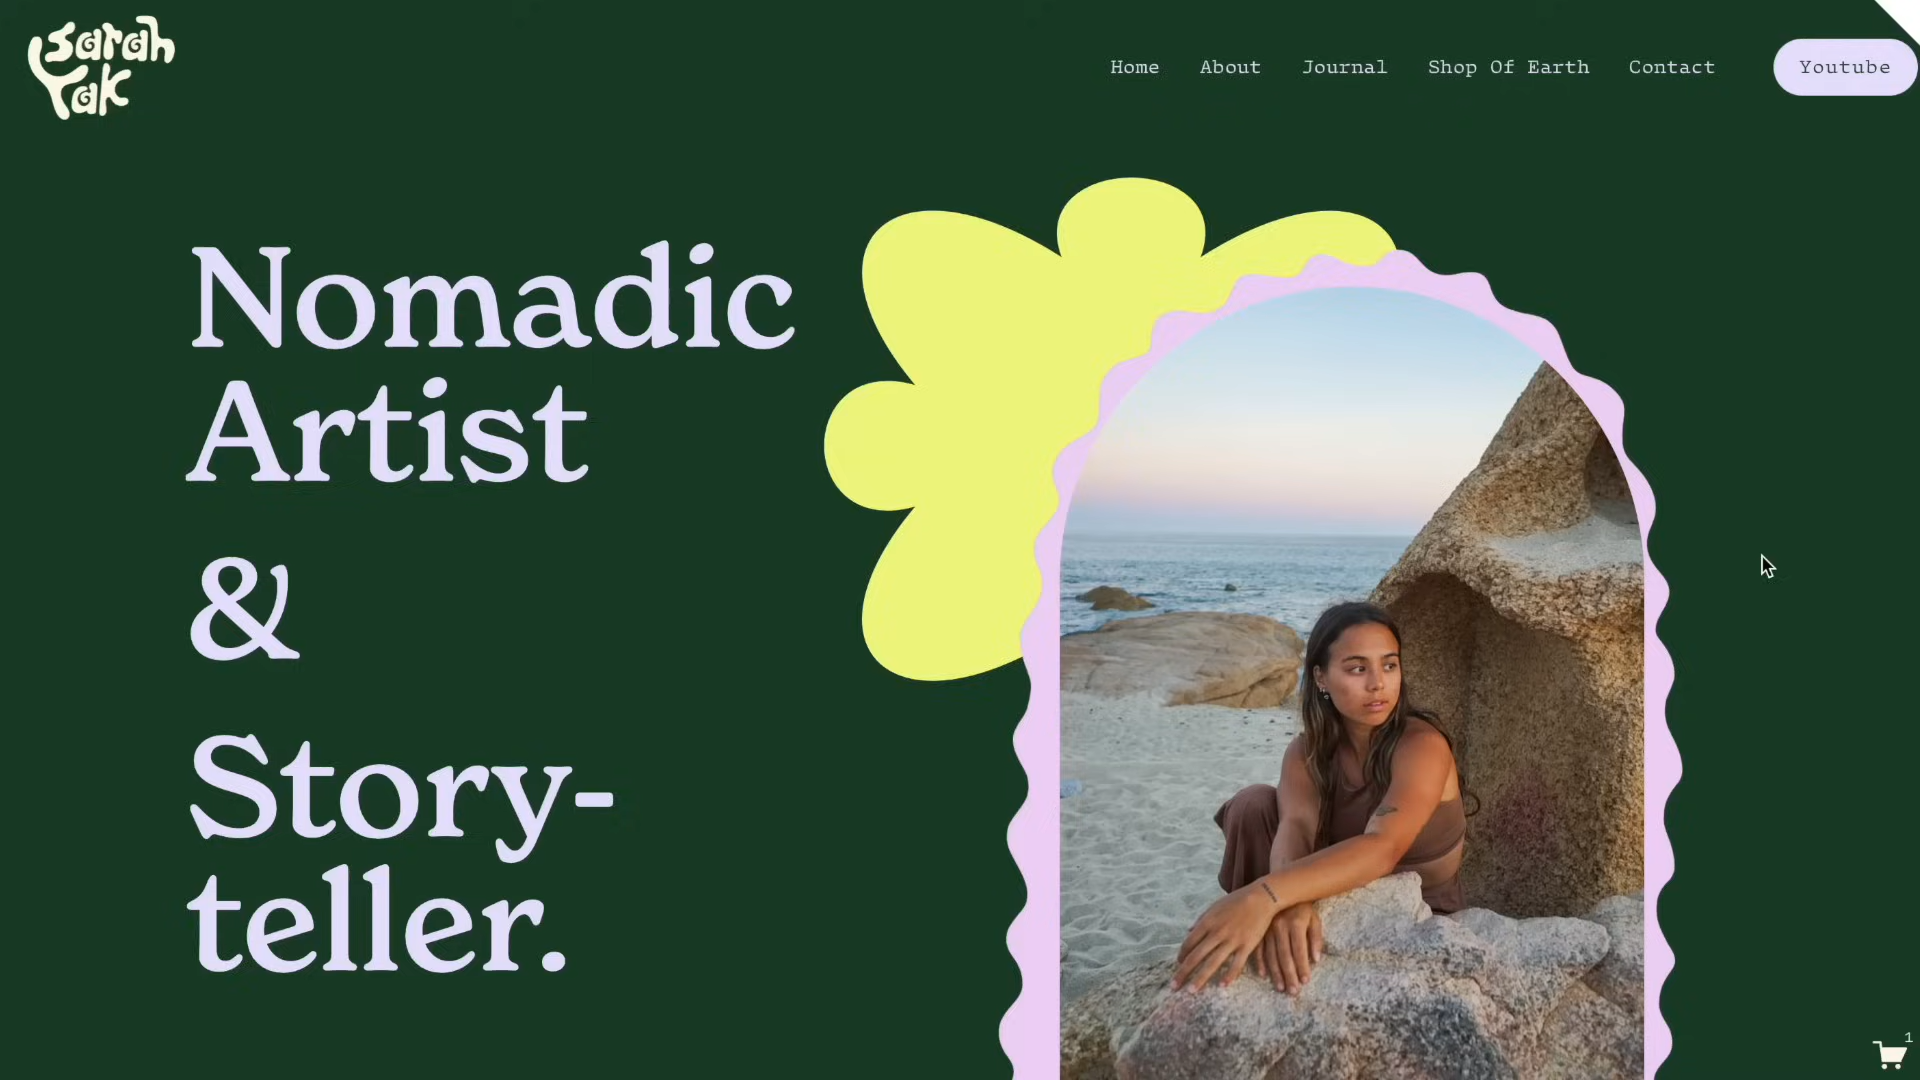 Sarah
Yak
Home About Journal Shop Of Earth Contact Youtube
Nomadic
Artist
&
Story-
teller.
1